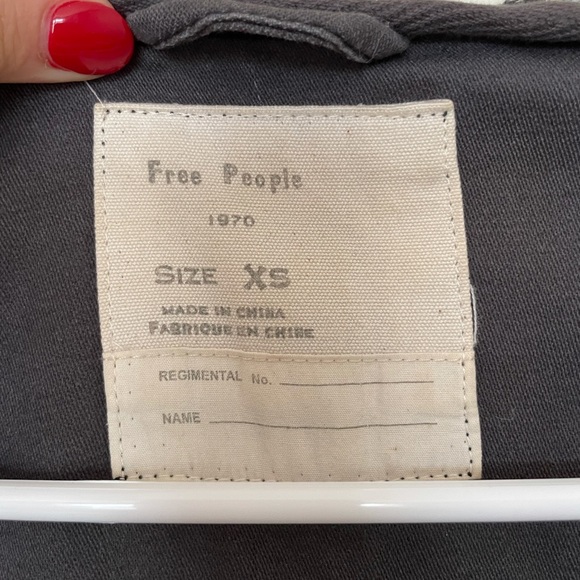 Free People
1970
SIZE XS
MADE IN CHINA
FABRIQUE EN CHINE
REGIMENTAL No.
NAME